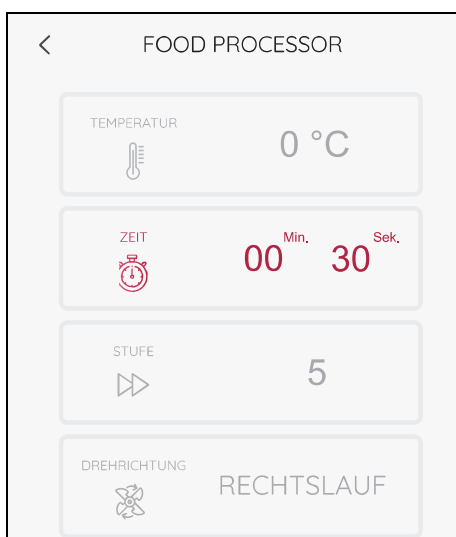 FOOD PROCESSOR
TEMPERATUR
0 °C
ZEIT
00 Min. 30 Sek.
STUFE
5
DREHRICHTUNG
RECHTSLAUF